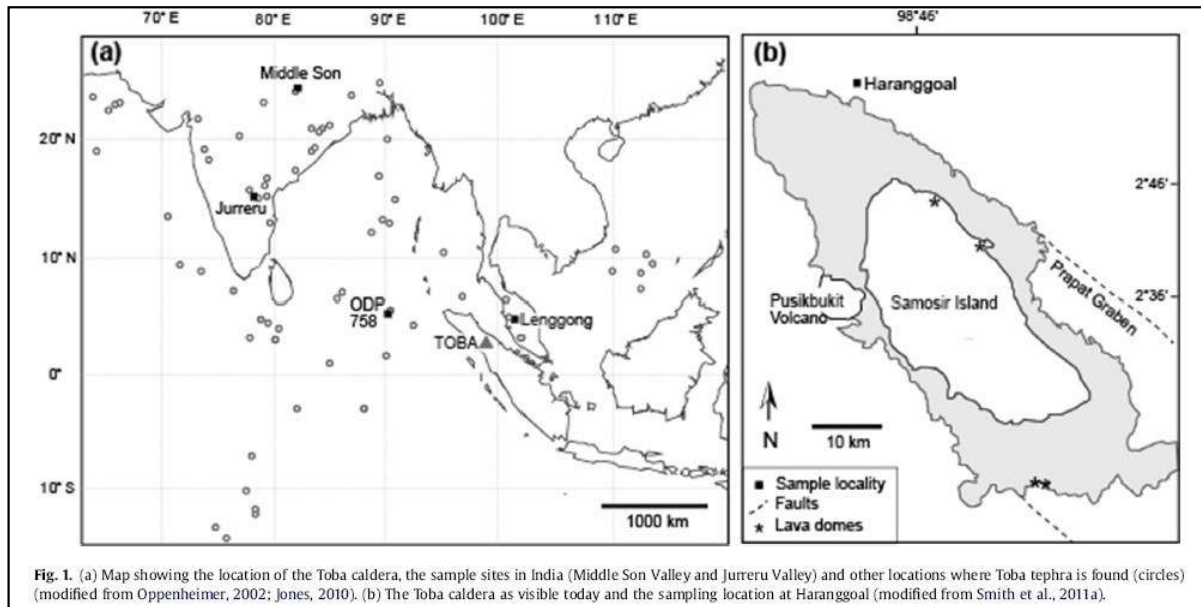 70° E 80° E 90° E 100° E 110° E
(a)
Middle Son
20° N
Jurreru
10° N
ODP
758
Lenggong
TOBA
0°
10° S
1000 km
98°46'
(b)
Haranggoal
2°46'
Prapat Graben
2°36'
Pusikbukit
Volcano
Samosir Island
N
10 km
Sample locality
Faults
Lava domes
Fig. 1. (a) Map showing the location of the Toba caldera, the sample sites in India (Middle Son Valley and Jurreru Valley) and other locations where Toba tephra is found (circles)
(modified from Oppenheimer, 2002; Jones, 2010). (b) The Toba caldera as visible today and the sampling location at Haranggoal (modified from Smith et al., 2011a).